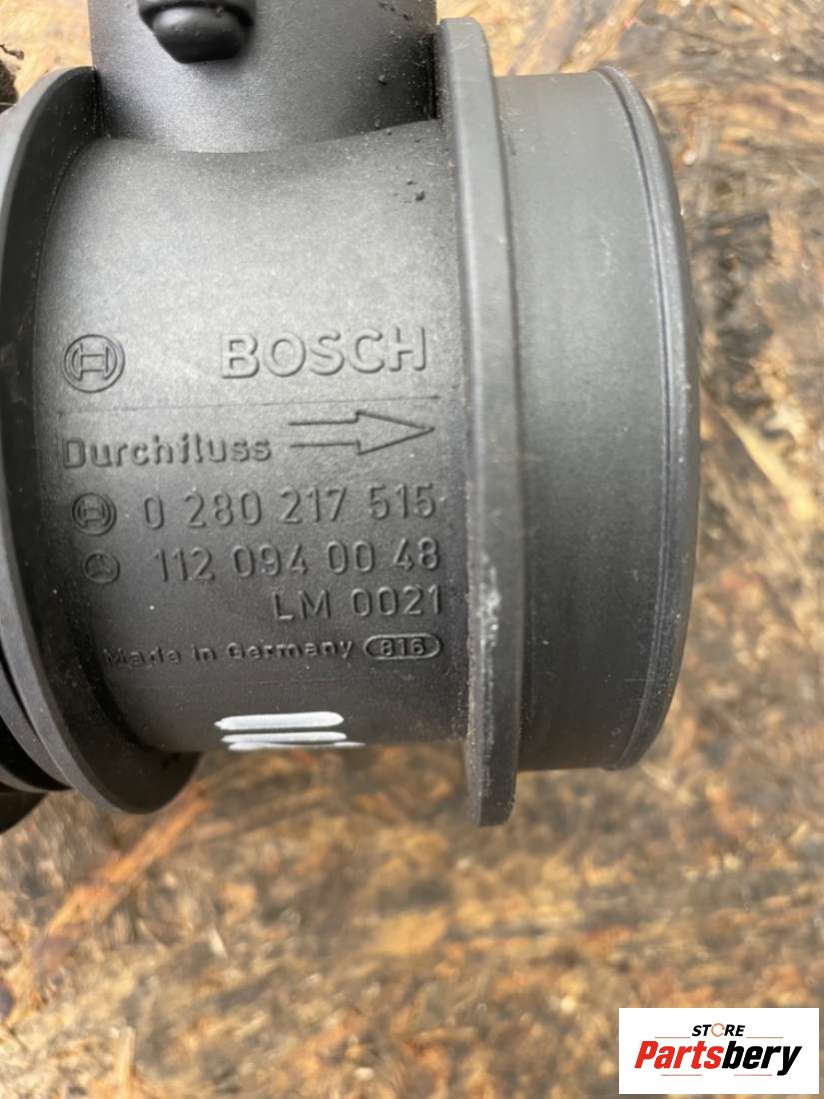 BOSCH
Durchfluss
0 280 217 515
112 094 00 48
LM 0021
Made in Germany 816
STORE
Partsbery